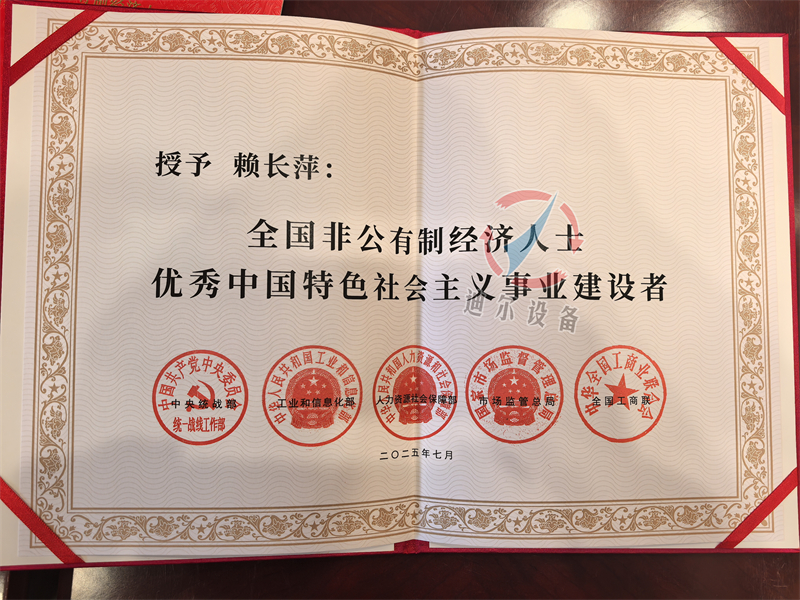 授予 赖长萍：
全国非公有制经济人士
优秀中国特色社会主义事业建设者
迪尔设备
中国共产党中央委员会
中央统战部
统一战线工作部
中华人民共和国工业和信息化部
工业和信息化部
中华人民共和国人力资源和社会保障部
人力资源社会保障部
国家市场监督管理总局
市场监管总局
中华全国工商业联合会
全国工商联
二〇二五年七月